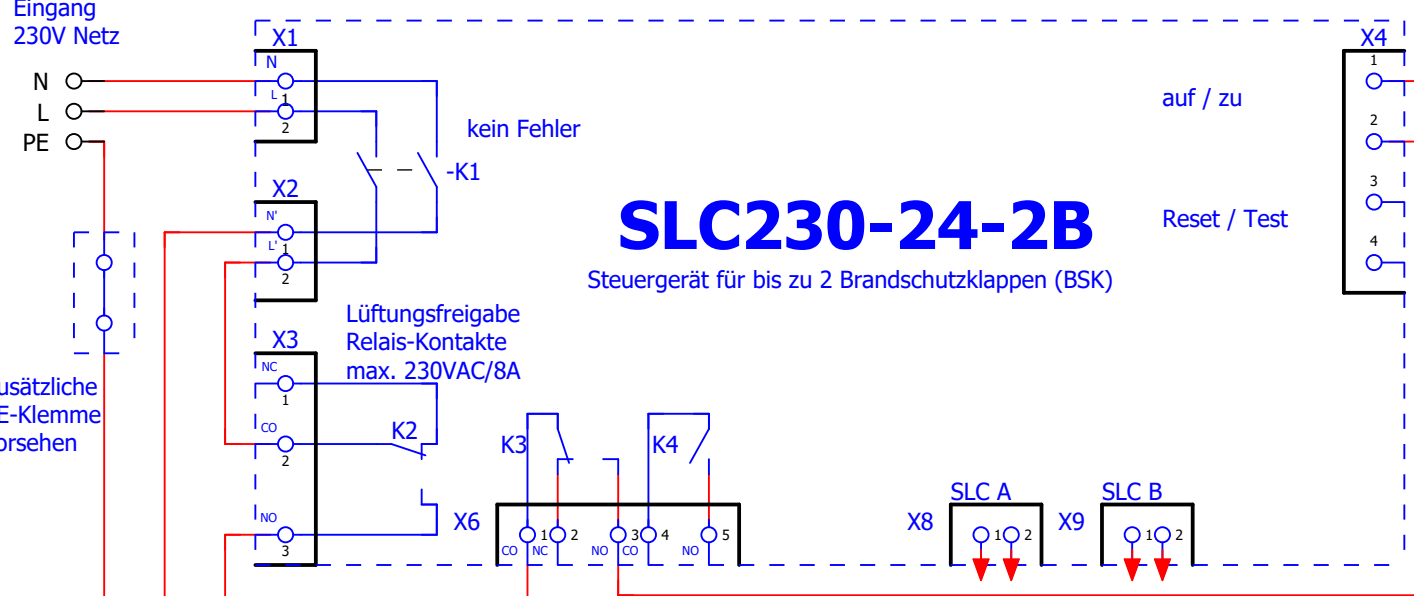 Eingang
230V Netz
N
L
PE
X1
N
L
1
2
kein Fehler
-K1
X2
N'
L'
1
2
SLC230-24-2B
Steuergerät für bis zu 2 Brandschutzklappen (BSK)
auf / zu
Reset / Test
X4
1
2
3
4
Lüftungsfreigabe
Relais-Kontakte
max. 230VAC/8A
X3
NC
1
CO
2
NO
3
K2
usätzliche
E-Klemme
orsehen
K3
K4
X6
1
2
3
4
5
CO
NC
NO
CO
NO
SLC A
X8
1
2
SLC B
X9
1
2